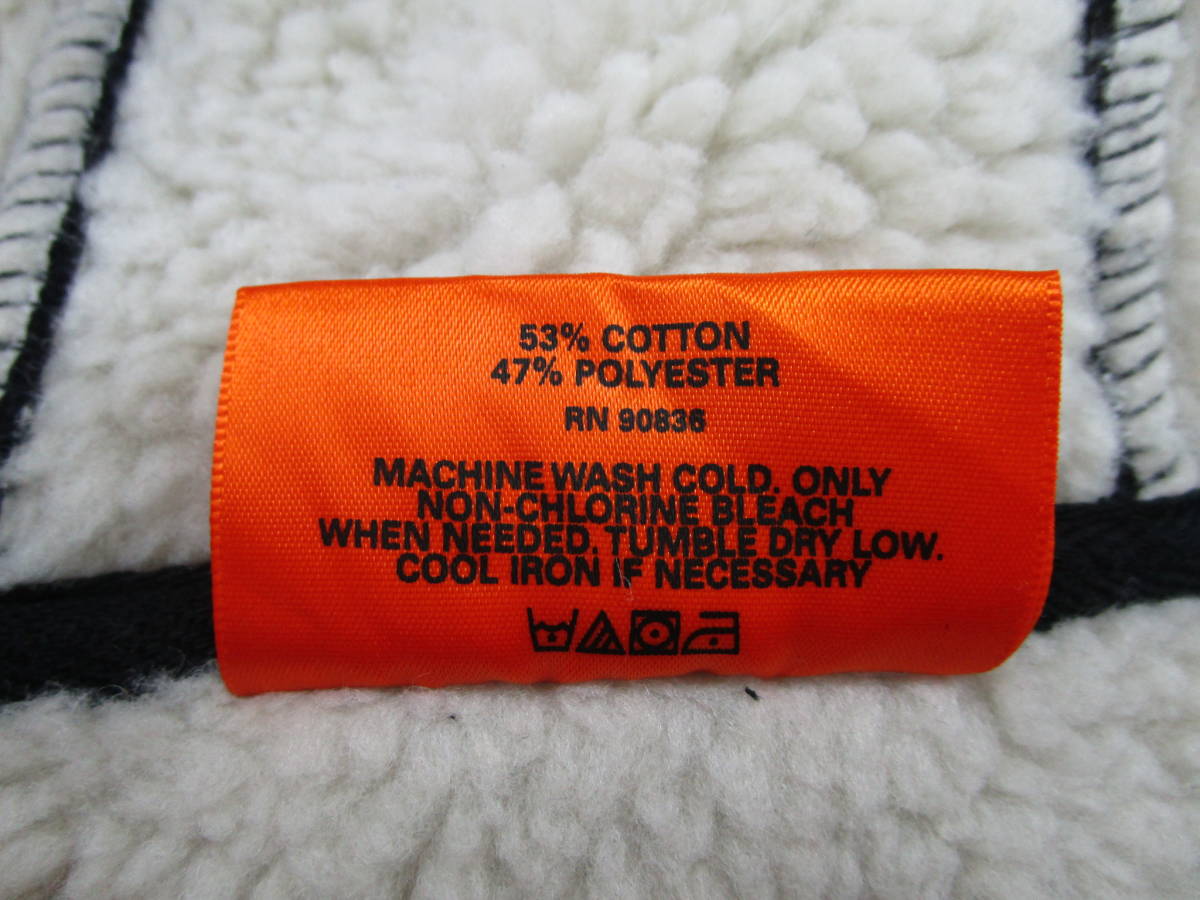 53% COTTON
47% POLYESTER
RN 90836
MACHINE WASH COLD. ONLY
NON-CHLORINE BLEACH
WHEN NEEDED. TUMBLE DRY LOW.
COOL IRON IF NECESSARY